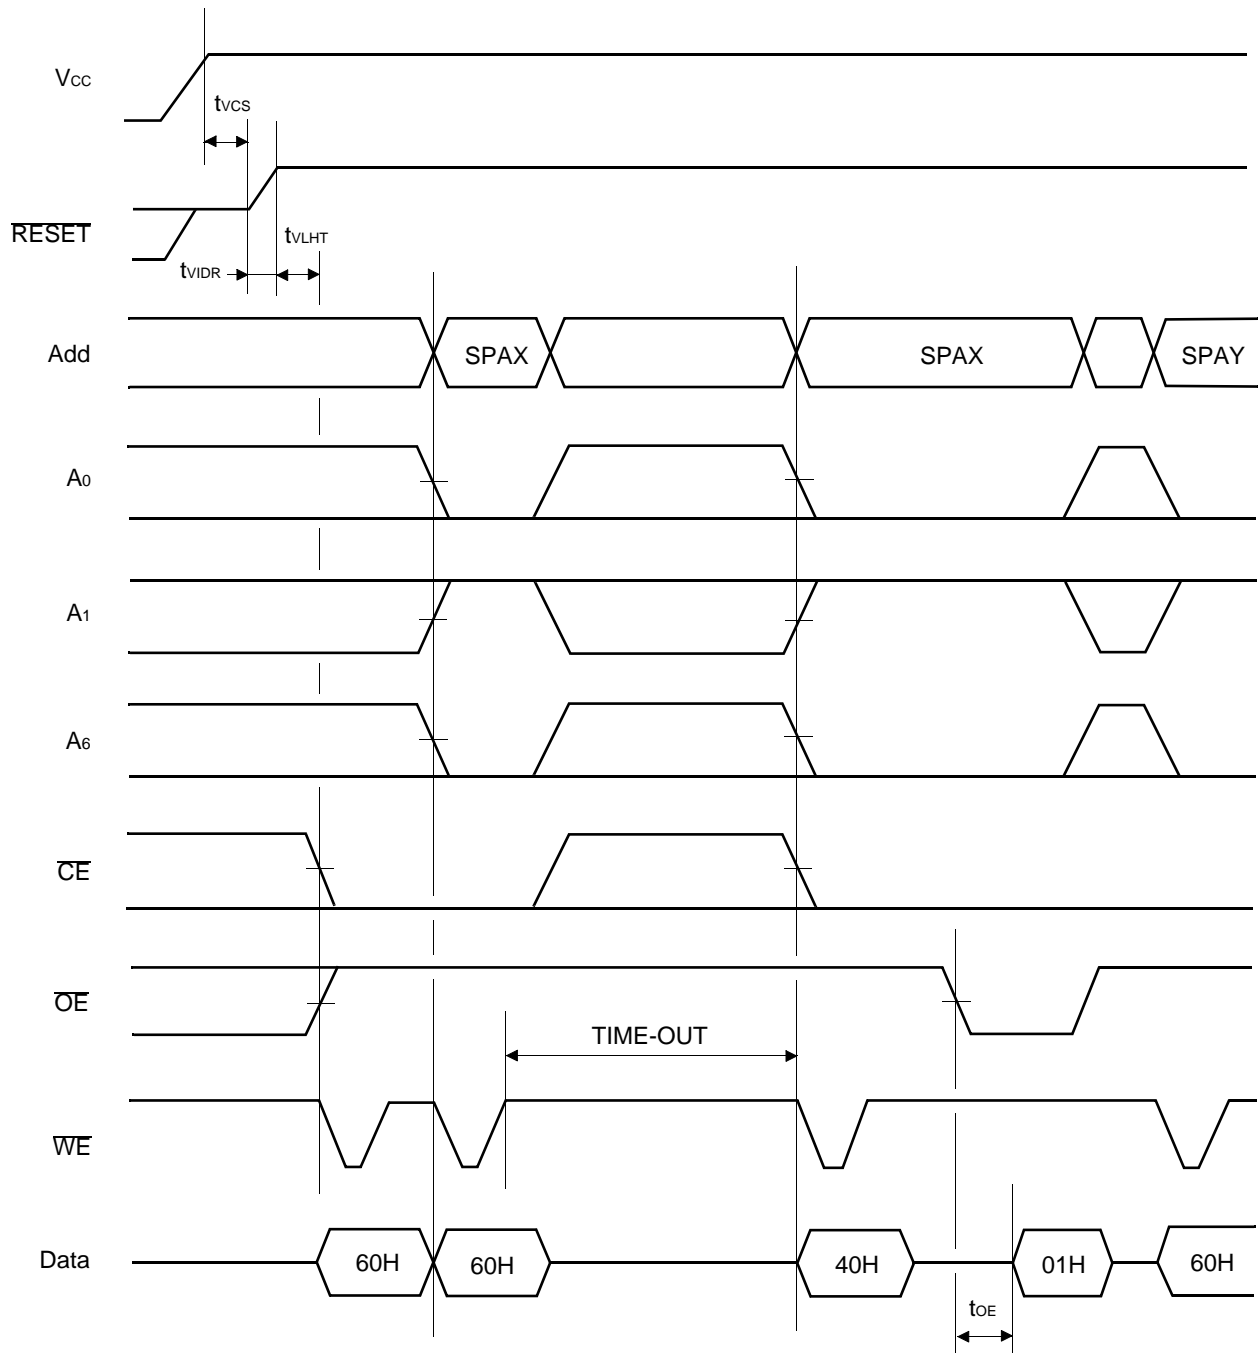 VCC
tVCS
RESET
tVLHT
tVIDR
Add
SPAX
SPAX
SPAY
A0
A1
A6
CE
OE
TIME-OUT
WE
Data
60H
60H
40H
01H
60H
tOE